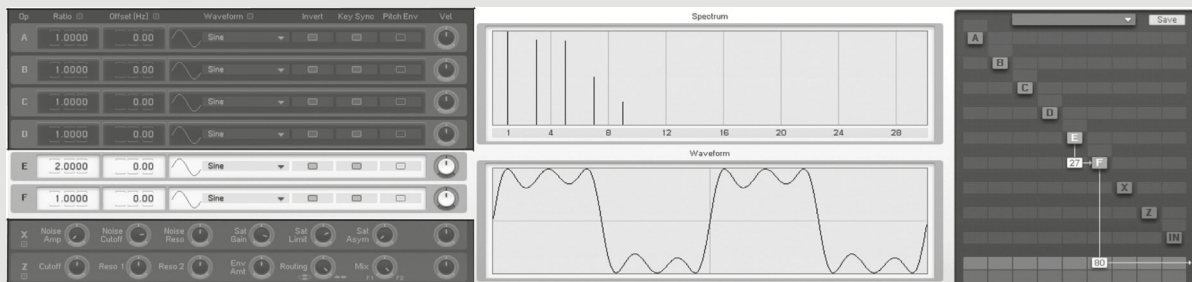 Op Ratio Offset (Hz) Waveform Invert Key Sync Pitch Env Vel
A 1.0000 0.00 Sine
B 1.0000 0.00 Sine
C 1.0000 0.00 Sine
D 1.0000 0.00 Sine
E 2.0000 0.00 Sine
F 1.0000 0.00 Sine
X Noise Amp Noise Cutoff Noise Reso Sat Gain Sat Limit Sat Asym
Z Cutoff Reso 1 Reso 2 Env Amt Routing Mix F1 F2
Spectrum
1 4 8 12 16 20 24 28
Waveform
Save
A
B
C
D
E
27 F
X
Z
IN
80